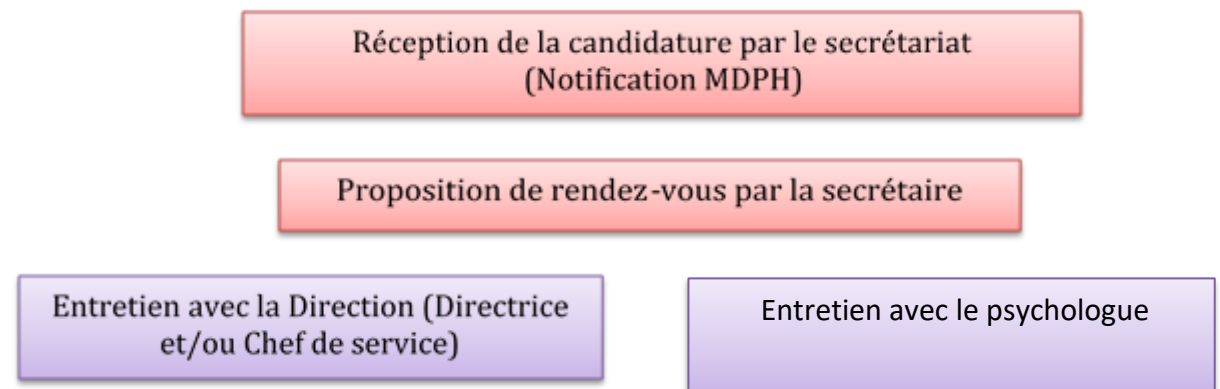 Réception de la candidature par le secrétariat
(Notification MDPH)
Proposition de rendez-vous par la secrétaire
Entretien avec la Direction (Directrice
et/ou Chef de service)
Entretien avec le psychologue